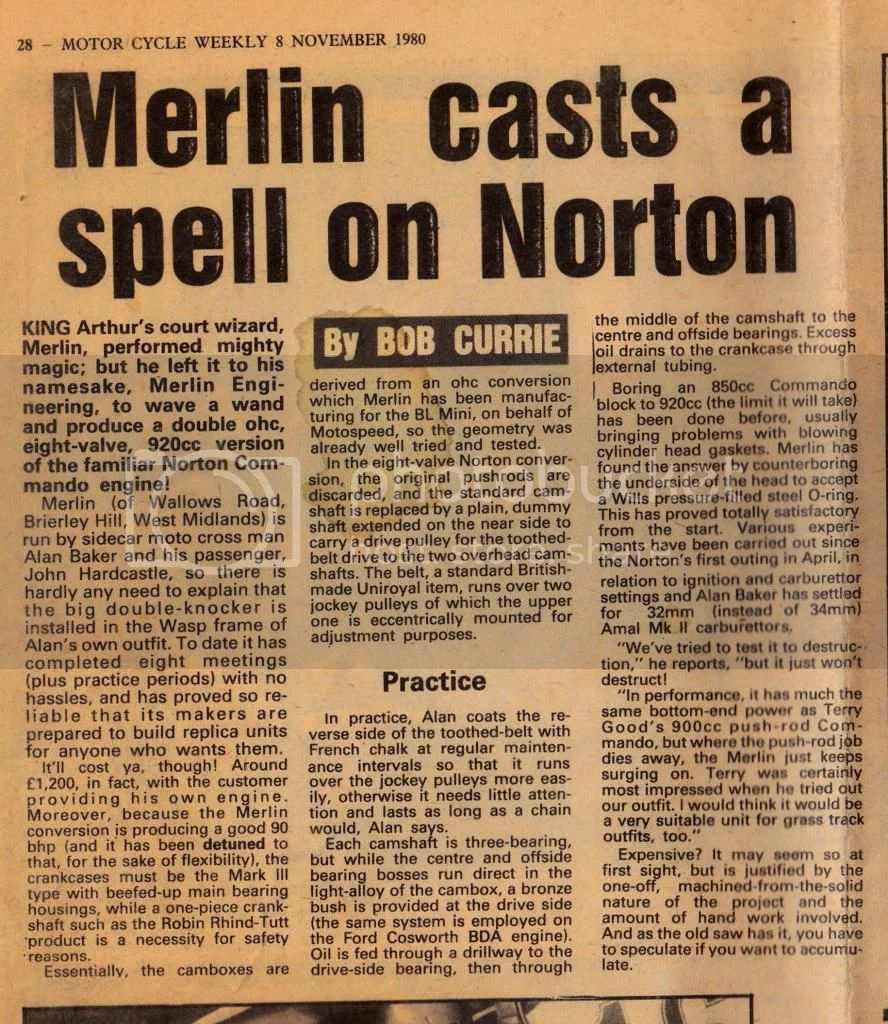 28 – MOTOR CYCLE WEEKLY 8 NOVEMBER 1980
Merlin casts a
spell on Norton
KING Arthur's court wizard,
Merlin, performed mighty
magic; but he left it to his
namesake, Merlin Engi-
neering, to wave a wand
and produce a double ohc,
eight-valve, 920cc version
of the familiar Norton Com-
mando engine!
Merlin (of Wallows Road,
Brierley Hill, West Midlands) is
run by sidecar moto cross man
Alan Baker and his passenger,
John Hardcastle, so there is
hardly any need to explain that
the big double-knocker is
installed in the Wasp frame of
Alan's own outfit. To date it has
completed eight meetings
(plus practice periods) with no
hassles, and has proved so re-
liable that its makers are
prepared to build replica units
for anyone who wants them.
It'll cost ya, though! Around
£1,200, in fact, with the customer
providing his own engine.
Moreover, because the Merlin
conversion is producing a good 90
bhp (and it has been detuned to
that, for the sake of flexibility), the
crankcases must be the Mark III
type with beefed-up main bearing
housings, while a one-piece crank-
shaft such as the Robin Rhind-Tutt
product is a necessity for safety
reasons.
Essentially, the camboxes are
By BOB CURRIE
derived from an ohc conversion
which Merlin has been manufac-
turing for the BL Mini, on behalf of
Motospeed, so the geometry was
already well tried and tested.
In the eight-valve Norton conver-
sion, the original pushrods are
discarded, and the standard cam-
shaft is replaced by a plain, dummy
shaft extended on the near side to
carry a drive pulley for the toothed-
belt drive to the two overhead cam-
shafts. The belt, a standard British-
made Uniroyal item, runs over two
jockey pulleys of which the upper
one is eccentrically mounted for
adjustment purposes.
Practice
In practice, Alan coats the re-
verse side of the toothed-belt with
French chalk at regular mainten-
ance intervals so that it runs
over the jockey pulleys more eas-
ily, otherwise it needs little atten-
tion and lasts as long as a chain
would, Alan says.
Each camshaft is three-bearing,
but while the centre and offside
bearing bosses run direct in the
light-alloy of the cambox, a bronze
bush is provided at the drive side
(the same system is employed on
the Ford Cosworth BDA engine).
Oil is fed through a drillway to the
drive-side bearing, then through
the middle of the camshaft to the
centre and offside bearings. Excess
oil drains to the crankcase through
external tubing.
Boring an 850cc Commando
block to 920cc (the limit it will take)
has been done before, usually
bringing problems with blowing
cylinder head gaskets. Merlin has
found the answer by counterboring
the underside of the head to accept
a Wills pressure-filled steel O-ring.
This has proved totally satisfactory
from the start. Various experi-
ments have been carried out since
the Norton's first outing in April, in
relation to ignition and carburettor
settings and Alan Baker has settled
for 32mm (instead of 34mm)
Amal Mk II carburettors.
"We've tried to test it to destruc-
tion," he reports, "but it just won't
destruct!
"In performance, it has much the
same bottom-end power as Terry
Good's 900cc push-rod Com-
mando, but where the push-rod job
dies away, the Merlin just keeps
surging on. Terry was certainly
most impressed when he tried out
our outfit. I would think it would be
a very suitable unit for grass track
outfits, too."
Expensive? It may seem so at
first sight, but is justified by the
one-off, machined-from-the-solid
nature of the project and the
amount of hand work involved.
And as the old saw has it, you have
to speculate if you want to accumu-
late.